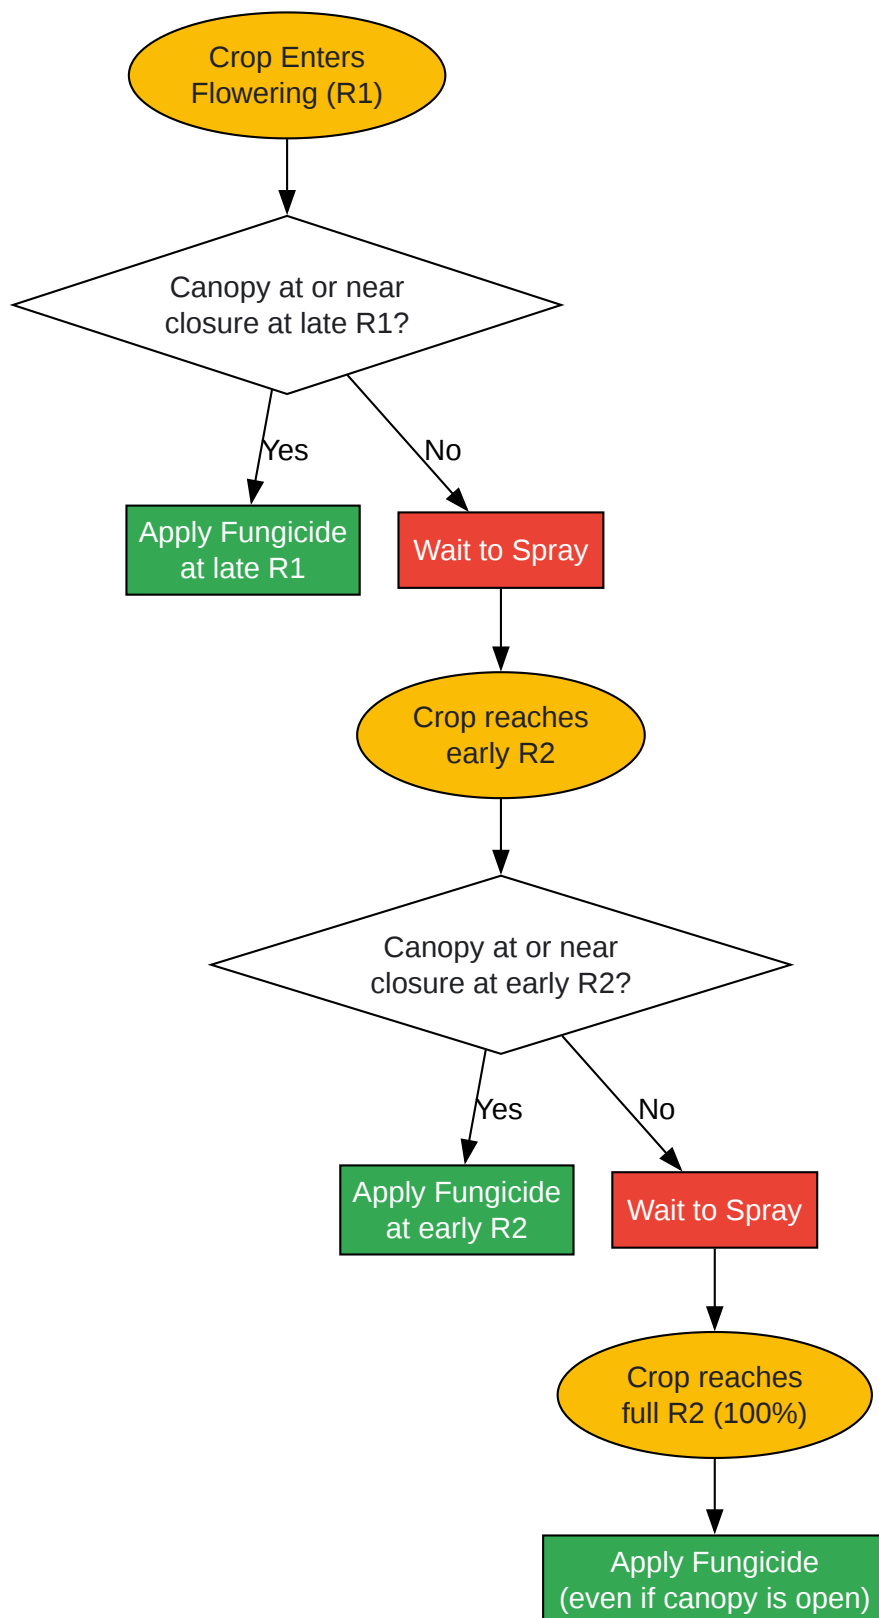 Crop Enters
Flowering (R1)
Canopy at or near
closure at late R1?
Yes
No
Apply Fungicide
at late R1
Wait to Spray
Crop reaches
early R2
Canopy at or near
closure at early R2?
Yes
No
Apply Fungicide
at early R2
Wait to Spray
Crop reaches
full R2 (100%)
Apply Fungicide
(even if canopy is open)